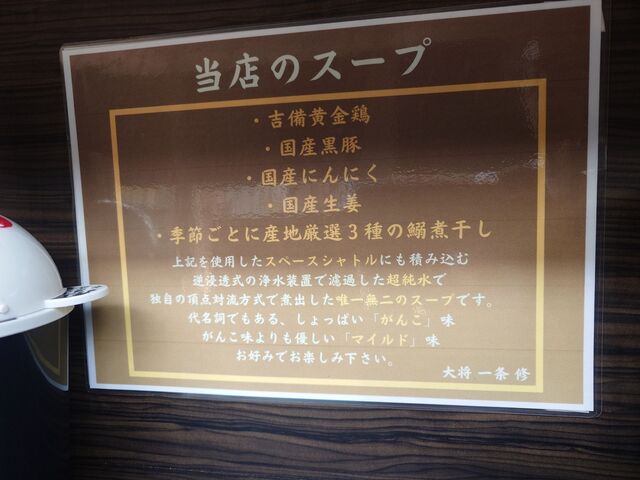 当店のスープ
・吉備黄金鶏
・国産黒豚
・国産にんにく
・国産生姜
・季節ごとに産地厳選３種の鰯煮干し
上記を使用したスペースシャトルにも積み込む
逆浸透式の浄水装置で濾過した超純水で
独自の頂点対流方式で煮出した唯一無二のスープです。
代名詞でもある、しょっぱい「がんこ」味
がんこ味よりも優しい「マイルド」味
お好みでお楽しみ下さい。
大将 一条 修